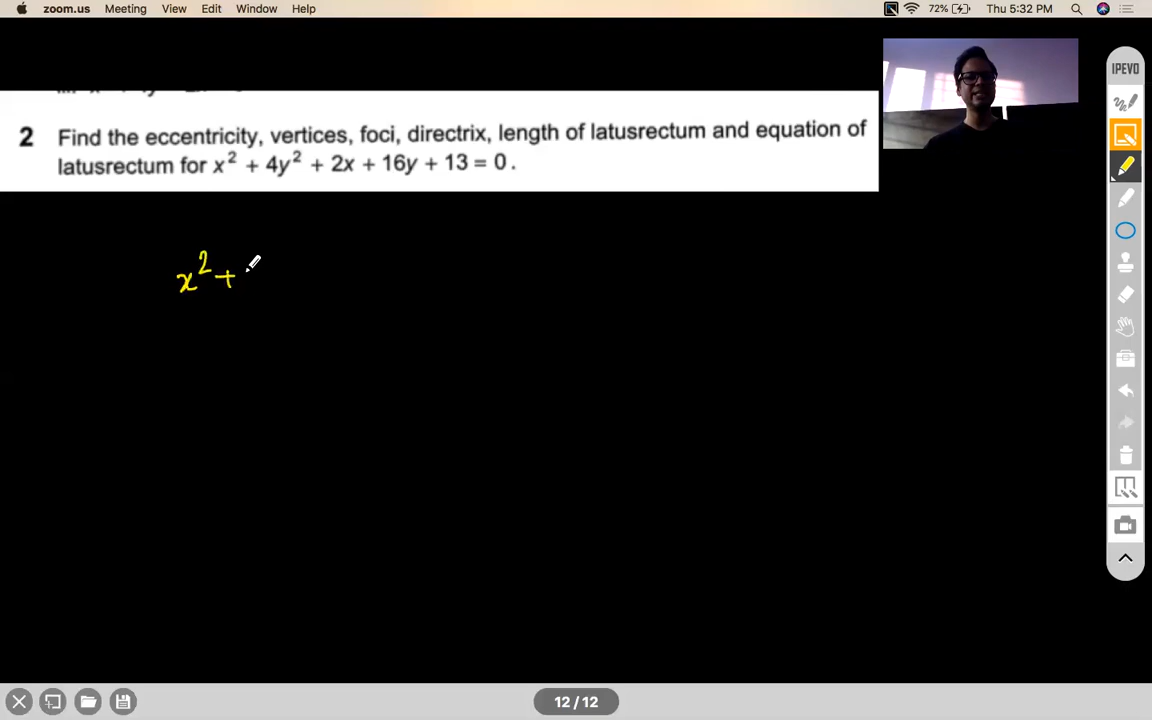 zoom.us Meeting View Edit Window Help 72% Thu 5:32 PM
IPEVO
2 Find the eccentricity, vertices, foci, directrix, length of latusrectum and equation of
latusrectum for x² + 4y² + 2x + 16y + 13 = 0.
x² +
12 / 12